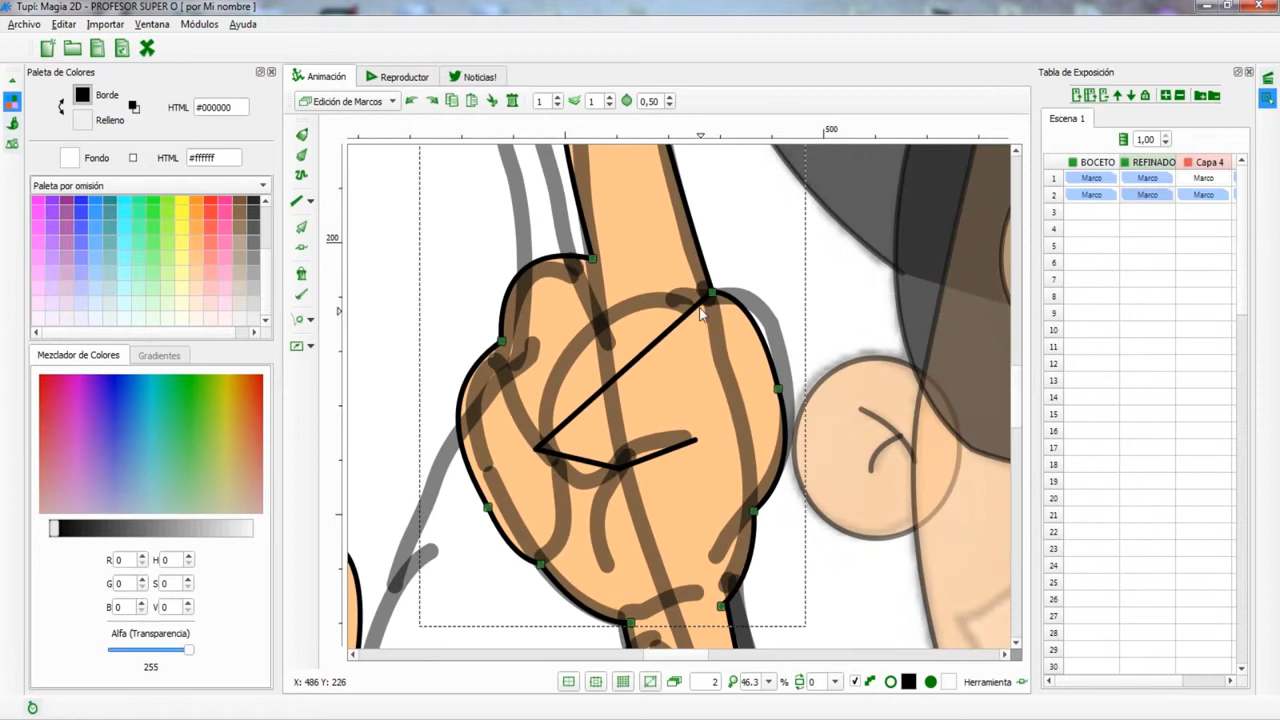 Tupí: Magia 2D - PROFESOR SUPER O [ por Mi nombre ]
Archivo Editar Importar Ventana Módulos Ayuda
Paleta de Colores
Borde
HTML #000000
Relleno
Fondo HTML #ffffff
Paleta por omisión
Mezclador de Colores Gradientes
R 0 H 0
G 0 S 0
B 0 V 0
Alfa (Transparencia)
255
Animación Reproductor Noticias!
Edición de Marcos 1 1 0,50
500
200
X: 486 Y: 226 2 46.3 % 0 Herramienta
Tabla de Exposición
Escena 1
1,00
BOCETO REFINADO Capa 4
1 Marco Marco Marco
2 Marco Marco Marco
3
4
5
6
7
8
9
10
11
12
13
14
15
16
17
18
19
20
21
22
23
24
25
26
27
28
29
30